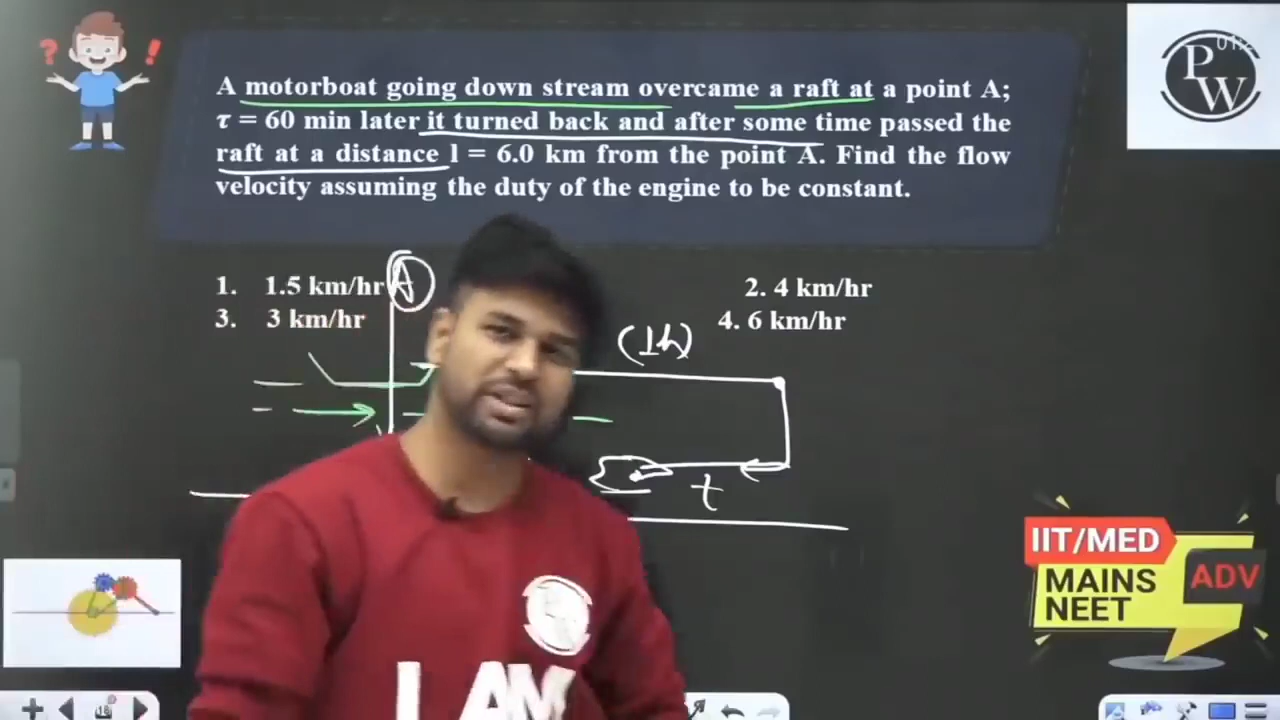 ? !
A motorboat going down stream overcame a raft at a point A;
τ = 60 min later it turned back and after some time passed the
raft at a distance l = 6.0 km from the point A. Find the flow
velocity assuming the duty of the engine to be constant.
1. 1.5 km/hr
2. 4 km/hr
3. 3 km/hr
4. 6 km/hr
A
(1h)
t
PW
IIT/MED
MAINS
NEET
ADV
I AM